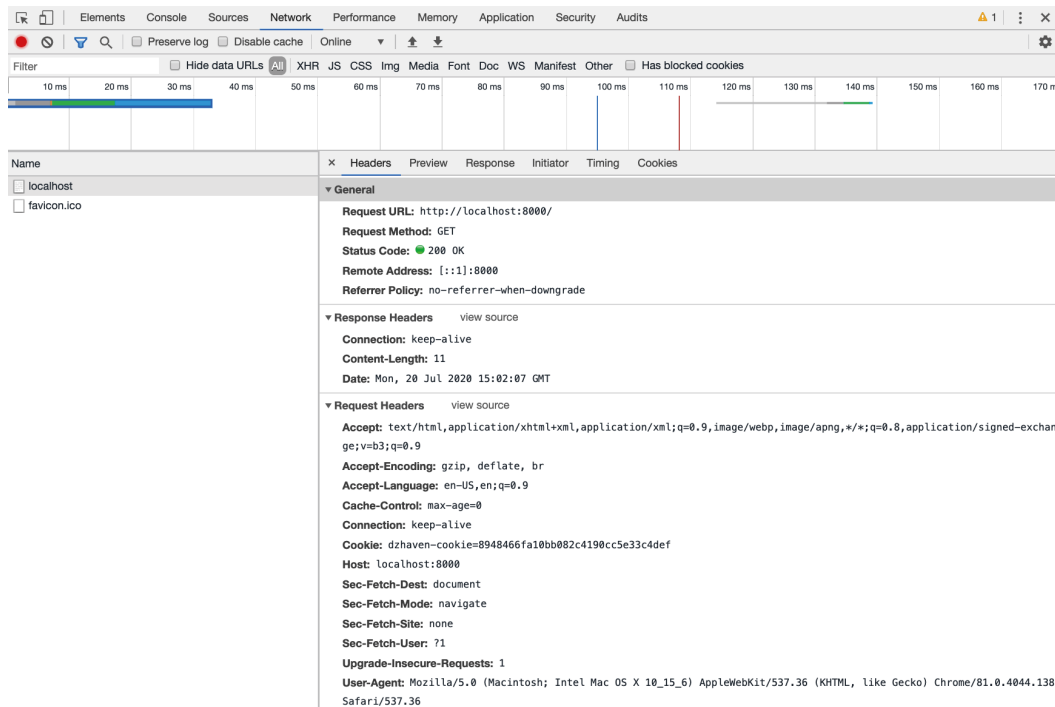 Elements Console Sources Network Performance Memory Application Security Audits 1
Preserve log Disable cache Online
Filter Hide data URLs All XHR JS CSS Img Media Font Doc WS Manifest Other Has blocked cookies
10 ms 20 ms 30 ms 40 ms 50 ms 60 ms 70 ms 80 ms 90 ms 100 ms 110 ms 120 ms 130 ms 140 ms 150 ms 160 ms 170 m
Name
localhost
favicon.ico
× Headers Preview Response Initiator Timing Cookies
General
Request URL: http://localhost:8000/
Request Method: GET
Status Code: 200 OK
Remote Address: [::1]:8000
Referrer Policy: no-referrer-when-downgrade
Response Headers view source
Connection: keep-alive
Content-Length: 11
Date: Mon, 20 Jul 2020 15:02:07 GMT
Request Headers view source
Accept: text/html,application/xhtml+xml,application/xml;q=0.9,image/webp,image/apng,*/*;q=0.8,application/signed-exchan
ge;v=b3;q=0.9
Accept-Encoding: gzip, deflate, br
Accept-Language: en-US,en;q=0.9
Cache-Control: max-age=0
Connection: keep-alive
Cookie: dzhaven-cookie=8948466fa10bb082c4190cc5e33c4def
Host: localhost:8000
Sec-Fetch-Dest: document
Sec-Fetch-Mode: navigate
Sec-Fetch-Site: none
Sec-Fetch-User: ?1
Upgrade-Insecure-Requests: 1
User-Agent: Mozilla/5.0 (Macintosh; Intel Mac OS X 10_15_6) AppleWebKit/537.36 (KHTML, like Gecko) Chrome/81.0.4044.138
Safari/537.36